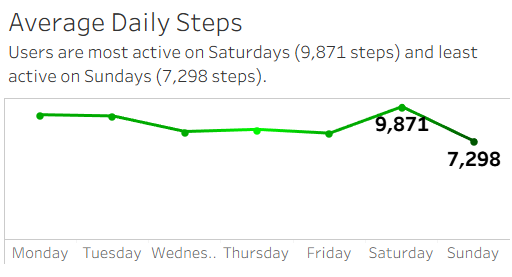 Average Daily Steps
Users are most active on Saturdays (9,871 steps) and least
active on Sundays (7,298 steps).
9,871
7,298
Monday Tuesday Wednes.. Thursday Friday Saturday Sunday